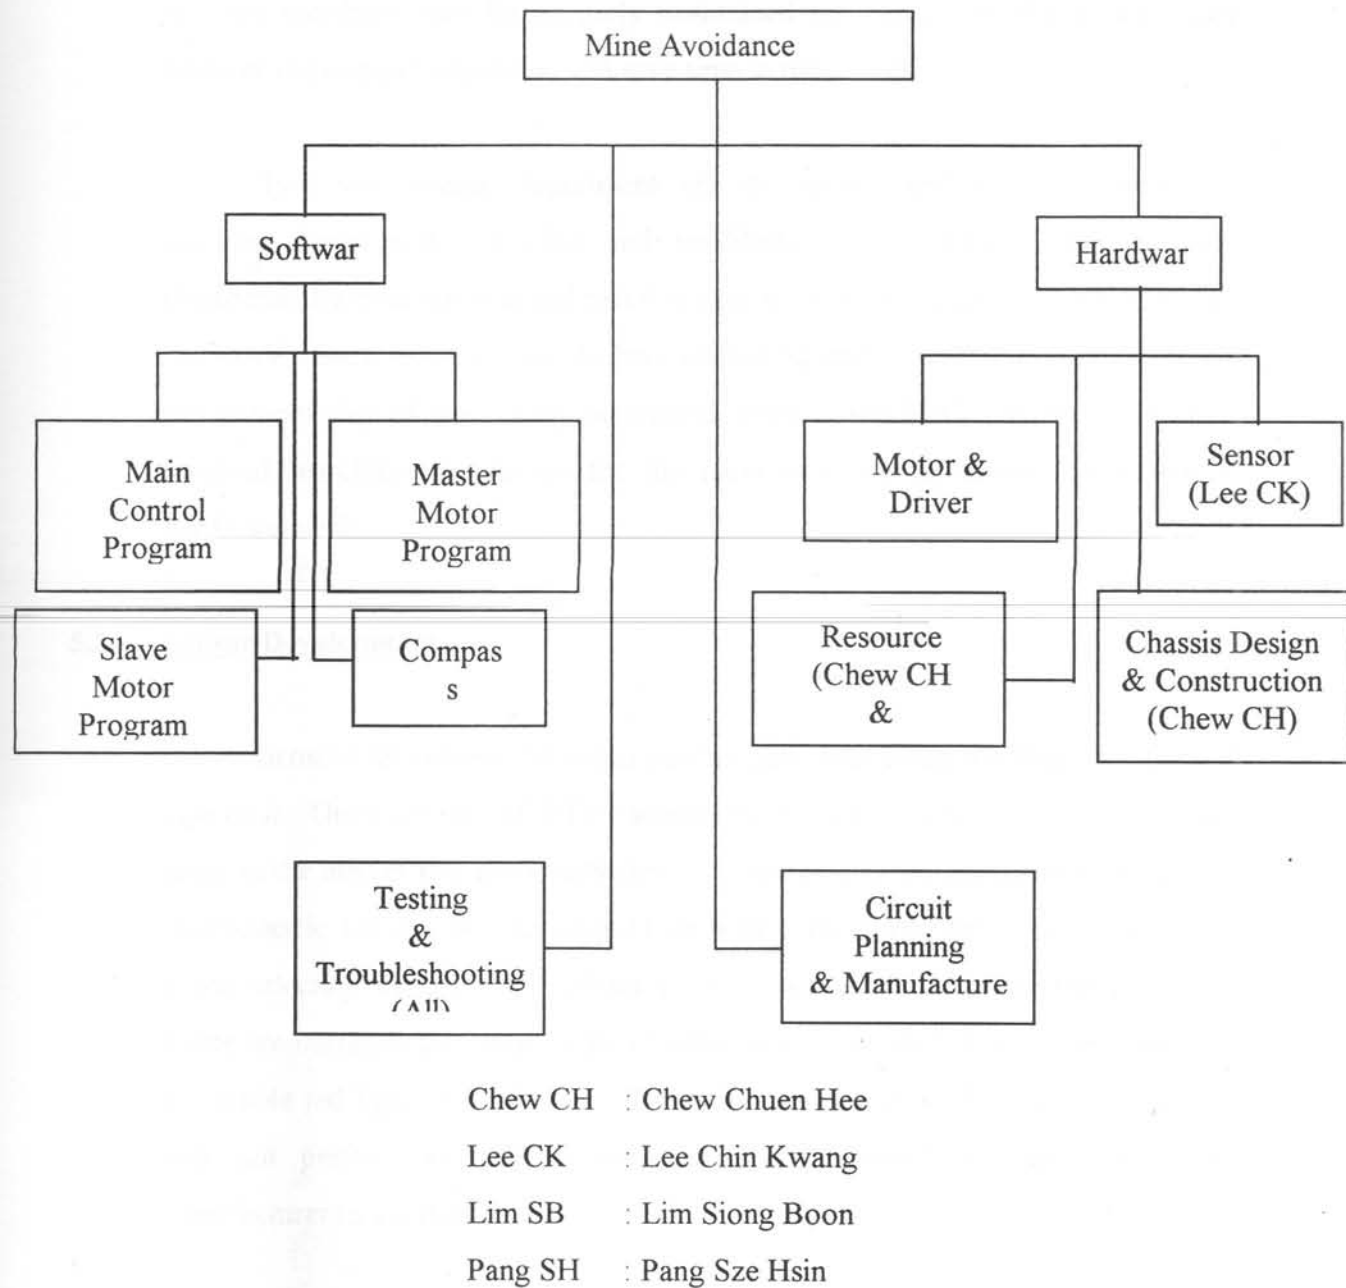 Mine Avoidance
Softwar
Hardwar
Main
Control
Program
Master
Motor
Program
Motor &
Driver
Sensor
(Lee CK)
Slave
Motor
Program
Compas
s
Resource
(Chew CH
&
Chassis Design
& Construction
(Chew CH)
Testing
&
Troubleshooting
(All)
Circuit
Planning
& Manufacture
Chew CH : Chew Chuen Hee
Lee CK : Lee Chin Kwang
Lim SB : Lim Siong Boon
Pang SH : Pang Sze Hsin